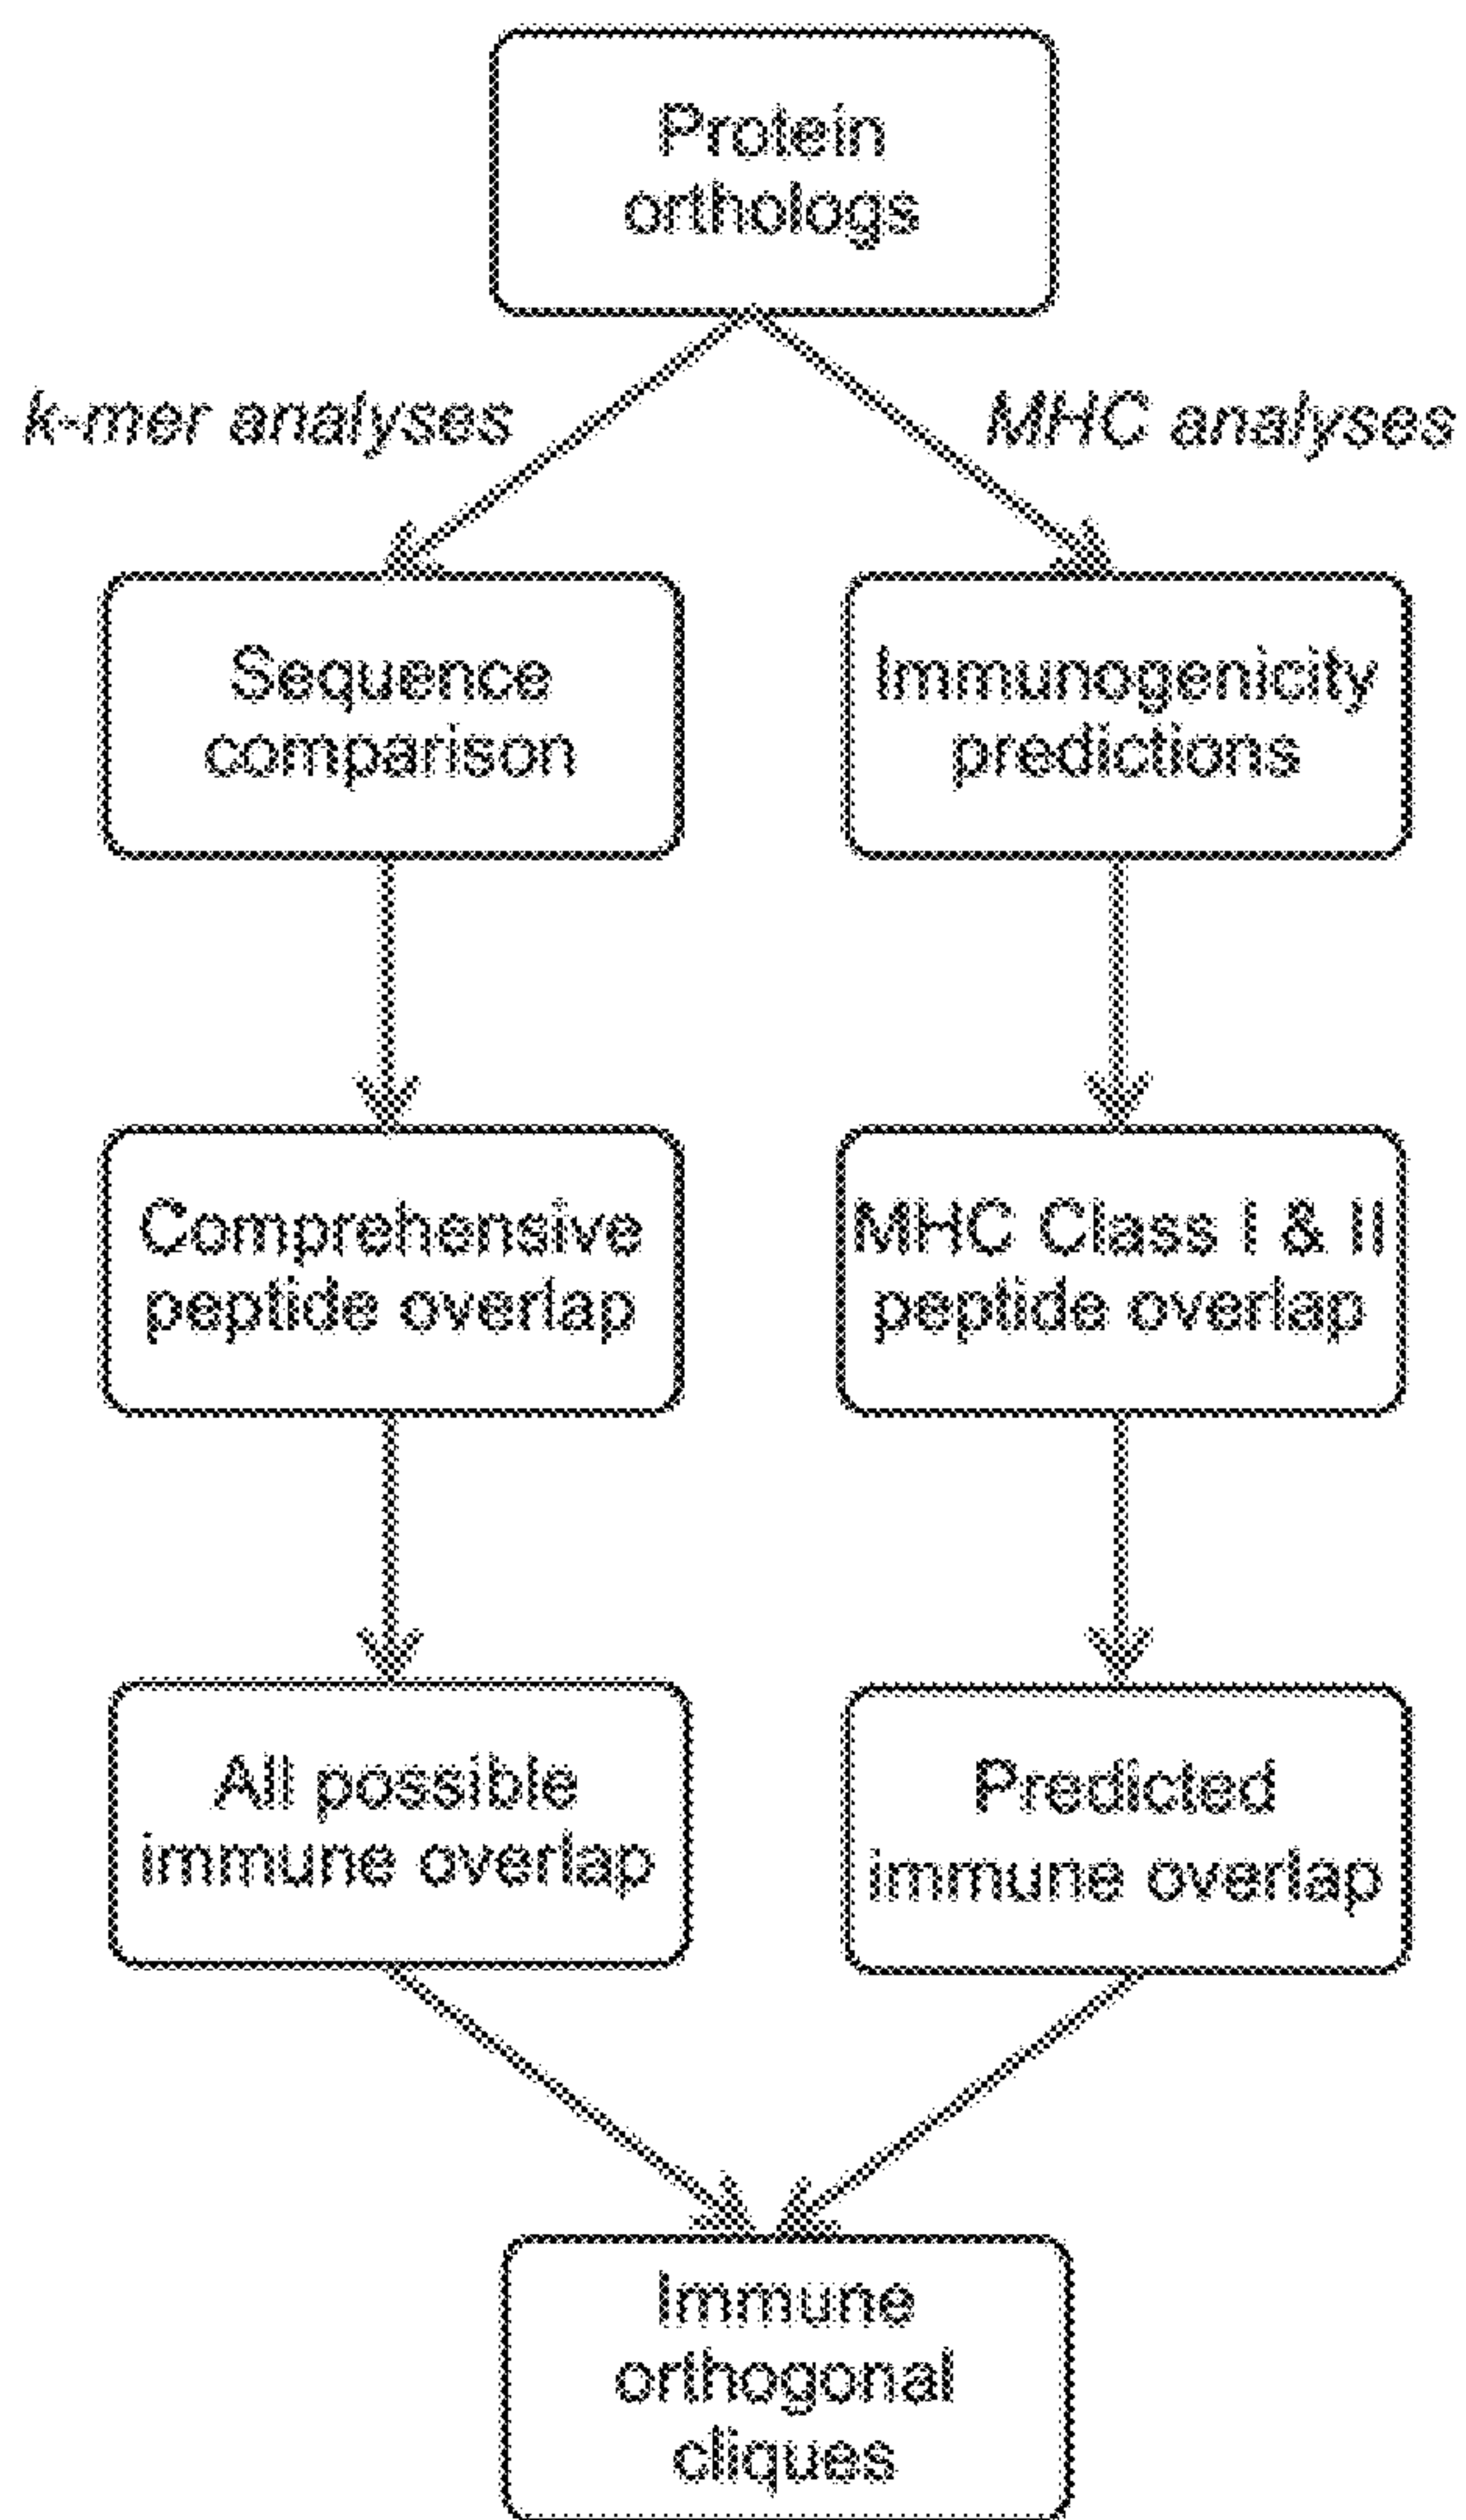 Protein
orthologs
k-mer analyses
MHC analyses
Sequence
comparison
Immunogenicity
predictions
Comprehensive
peptide overlap
MHC Class I & II
peptide overlap
All possible
immune overlap
Predicted
immune overlap
Immune
orthogonal
cliques